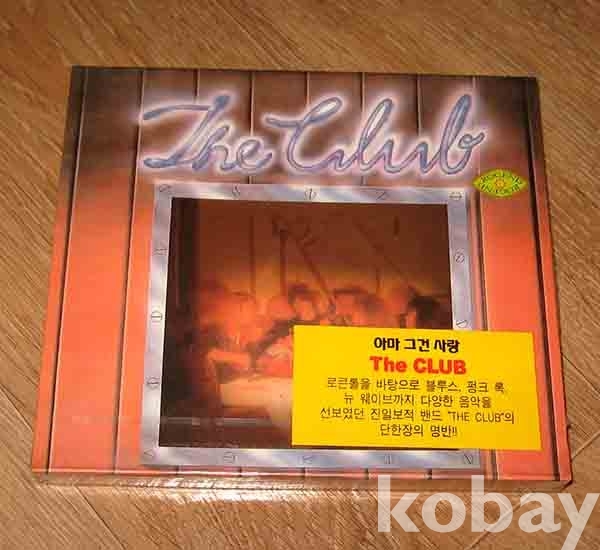 The Club
아마 그건 사랑
The CLUB
로큰롤을 바탕으로 블루스, 펑크 록,
뉴 웨이브까지 다양한 음악을
선보였던 진일보적 밴드 "THE CLUB"의
단한장의 명반!!
kobay